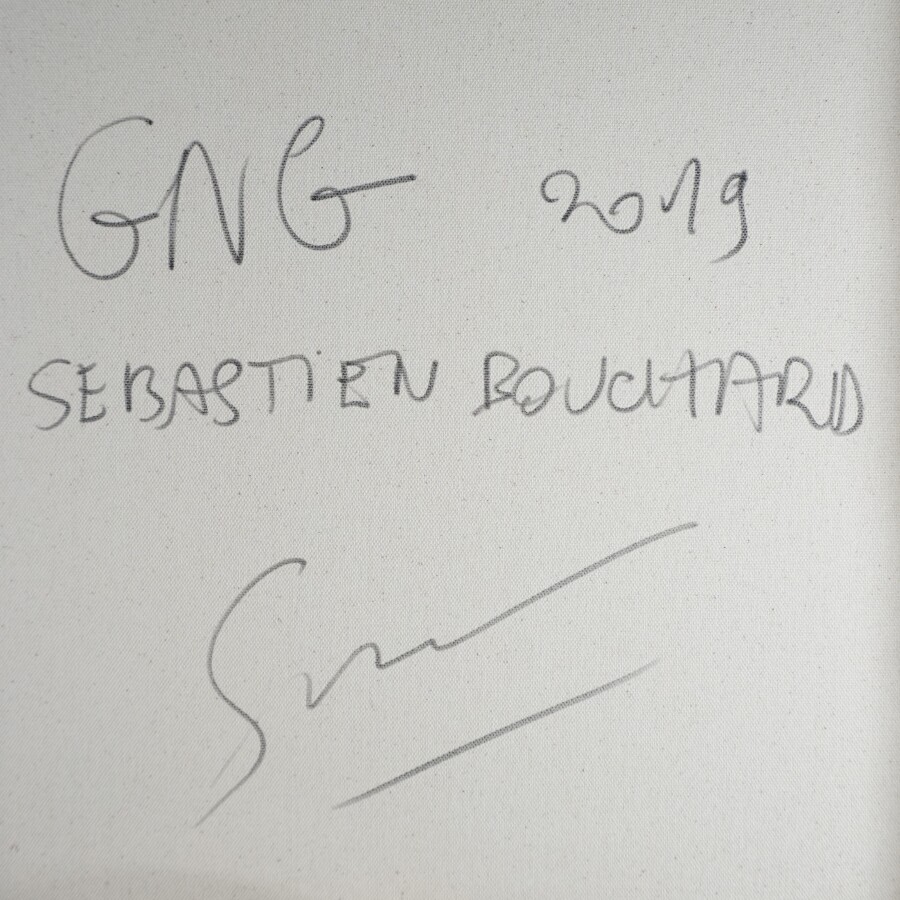 GNG 2019
SEBASTIEN BOUCHARD